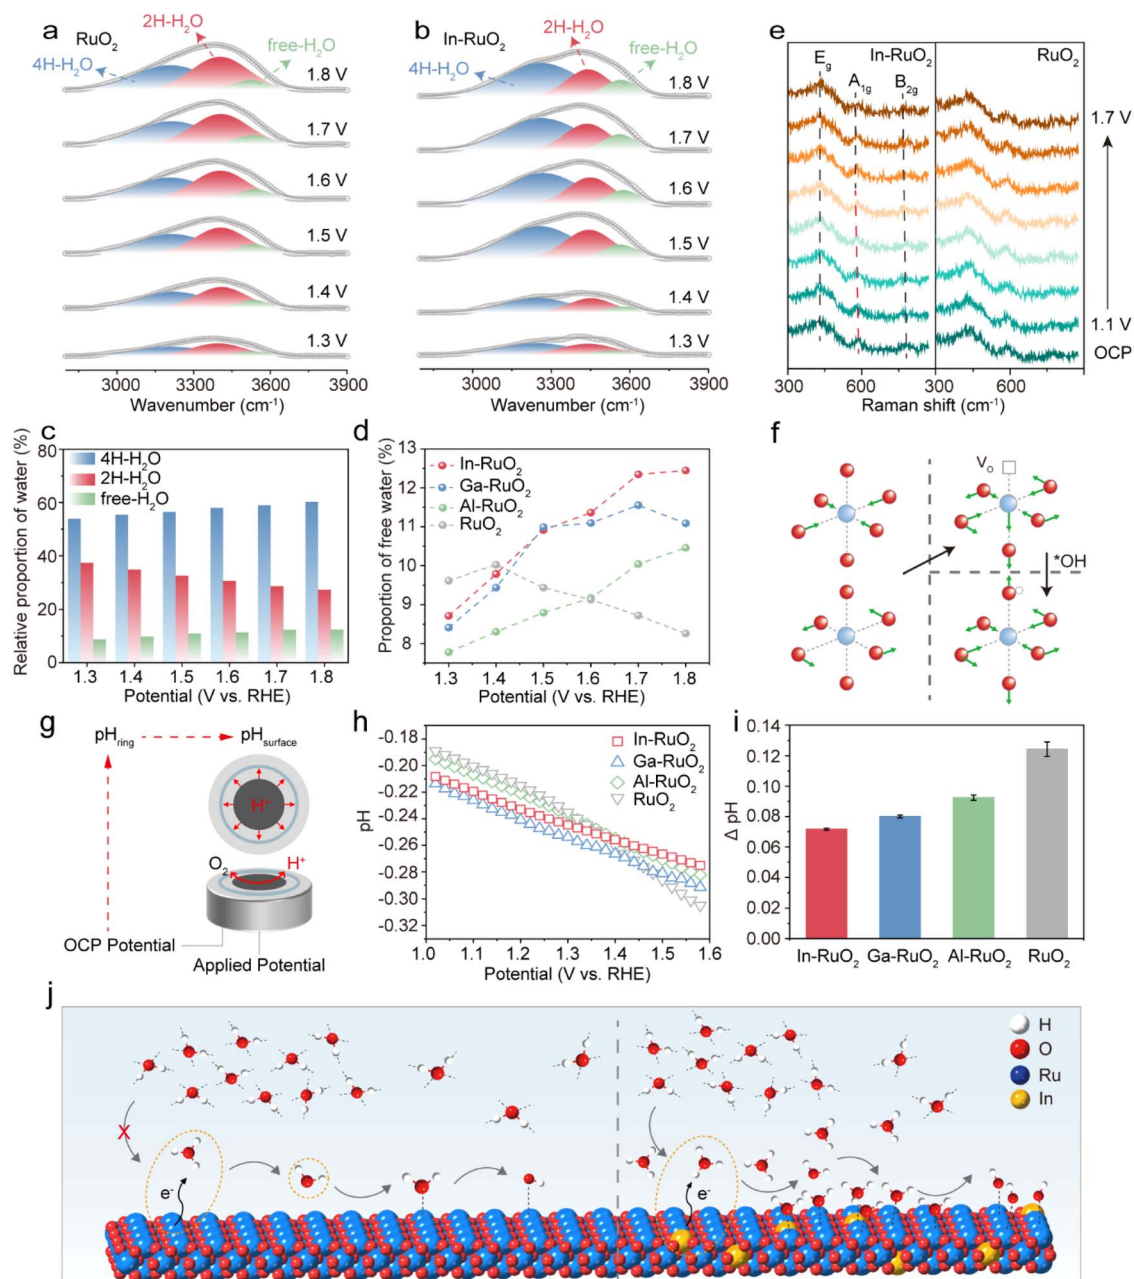 a
RuO₂
2H-H₂O
free-H₂O
4H-H₂O
1.8 V
1.7 V
1.6 V
1.5 V
1.4 V
1.3 V
3000 3300 3600 3900
Wavenumber (cm⁻¹)
b
In-RuO₂
2H-H₂O
free-H₂O
4H-H₂O
1.8 V
1.7 V
1.6 V
1.5 V
1.4 V
1.3 V
3000 3300 3600 3900
Wavenumber (cm⁻¹)
e
In-RuO₂
RuO₂
E_g
A_1g
B_2g
1.7 V
1.1 V
OCP
300 600 300 600
Raman shift (cm⁻¹)
c
Relative proportion of water (%)
80
60
40
20
0
4H-H₂O
2H-H₂O
free-H₂O
1.3 1.4 1.5 1.6 1.7 1.8
Potential (V vs. RHE)
d
Proportion of free water (%)
13
12
11
10
9
8
In-RuO₂
Ga-RuO₂
Al-RuO₂
RuO₂
1.3 1.4 1.5 1.6 1.7 1.8
Potential (V vs. RHE)
f
V_O
*OH
g
pH_ring
pH_surface
H⁺
O₂
H⁺
OCP Potential
Applied Potential
h
pH
-0.18
-0.20
-0.22
-0.24
-0.26
-0.28
-0.30
-0.32
In-RuO₂
Ga-RuO₂
Al-RuO₂
RuO₂
1.0 1.1 1.2 1.3 1.4 1.5 1.6
Potential (V vs. RHE)
i
Δ pH
0.14
0.12
0.10
0.08
0.06
0.04
0.02
0.00
In-RuO₂ Ga-RuO₂ Al-RuO₂ RuO₂
j
H
O
Ru
In
e⁻
e⁻